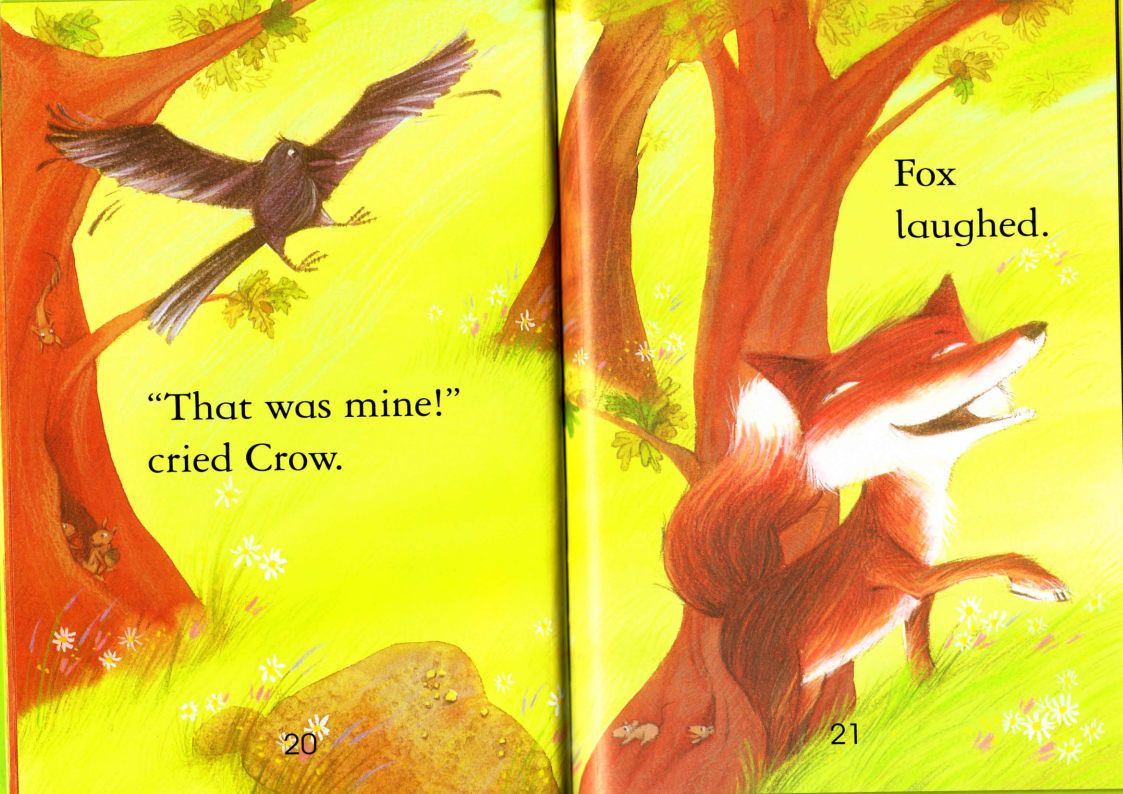 “That was mine!”
cried Crow.
20
Fox
laughed.
21